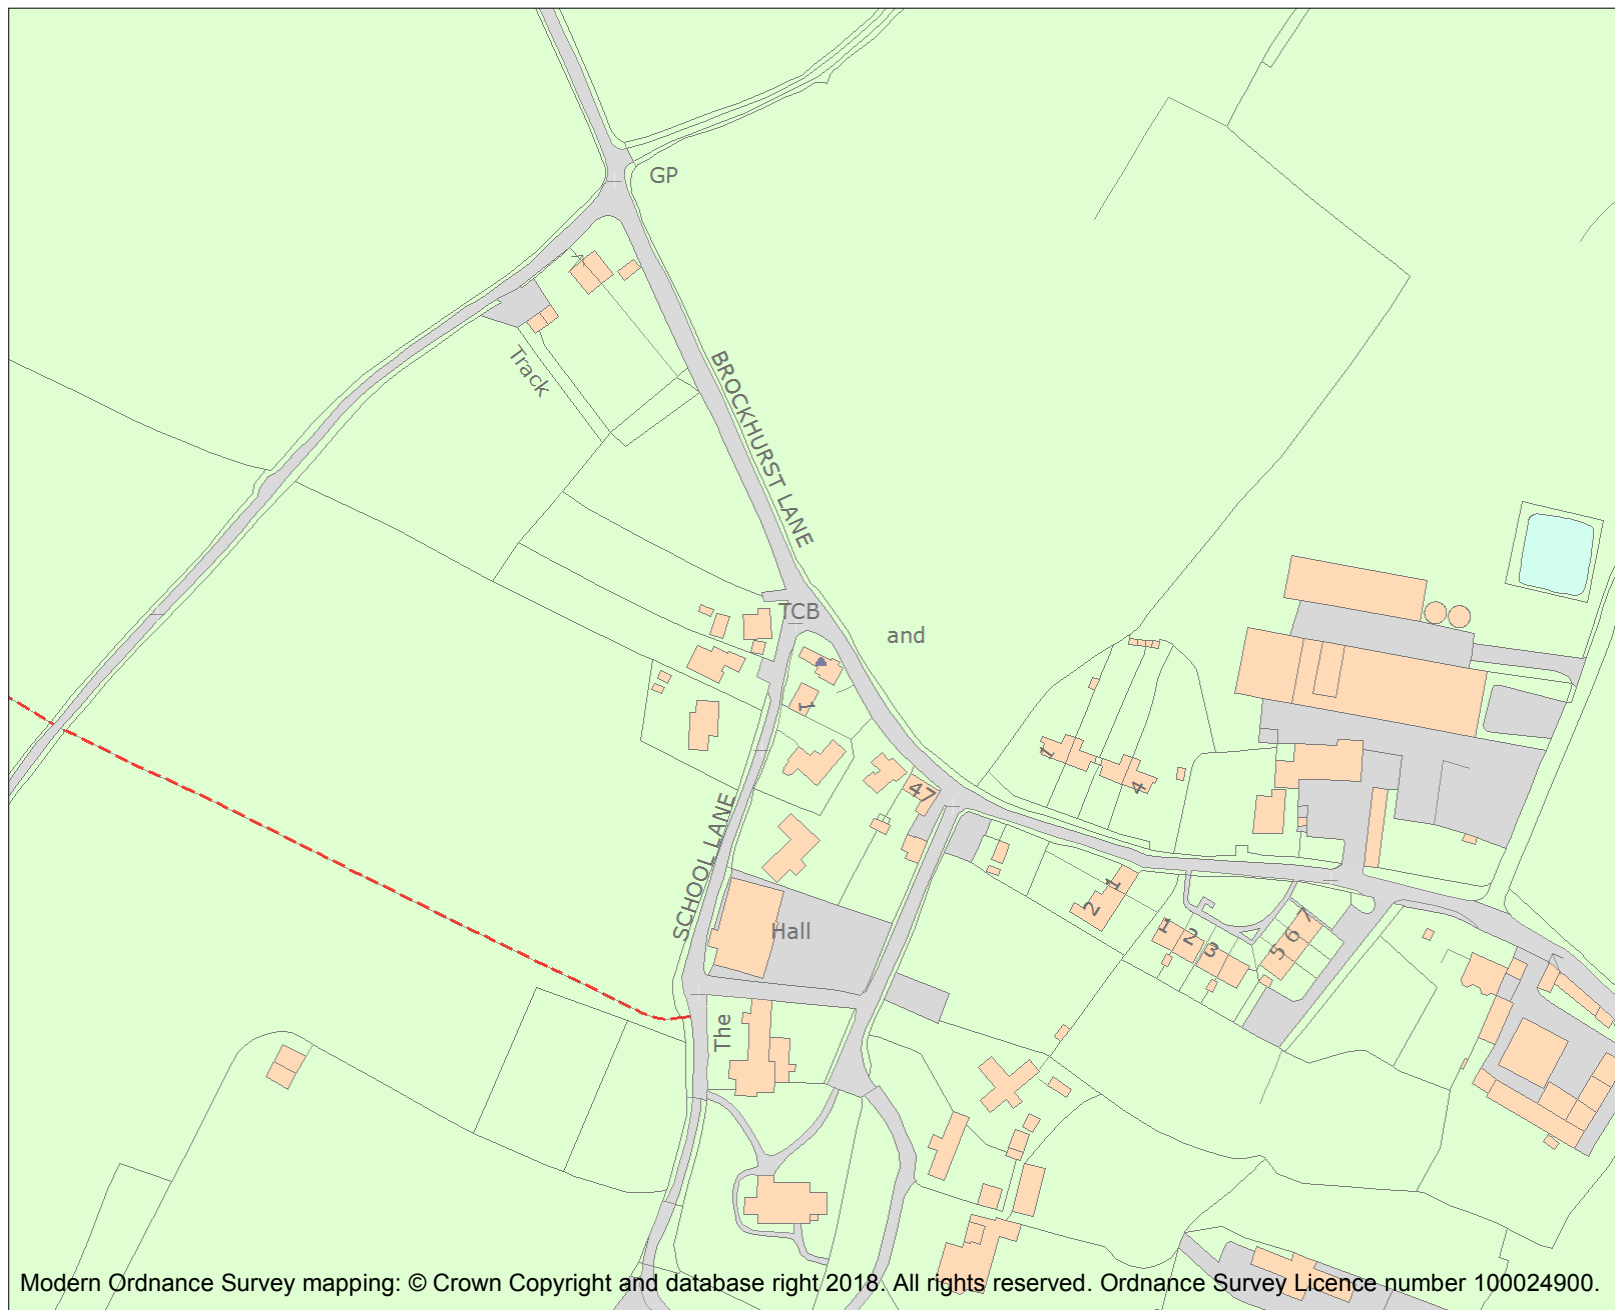 GP
Track
BROCKHURST LANE
TCB
and
1
1
4
47
SCHOOL LANE
1
2
Hall
1
2
3
5
6
7
The
Modern Ordnance Survey mapping: © Crown Copyright and database right 2018. All rights reserved. Ordnance Survey Licence number 100024900.